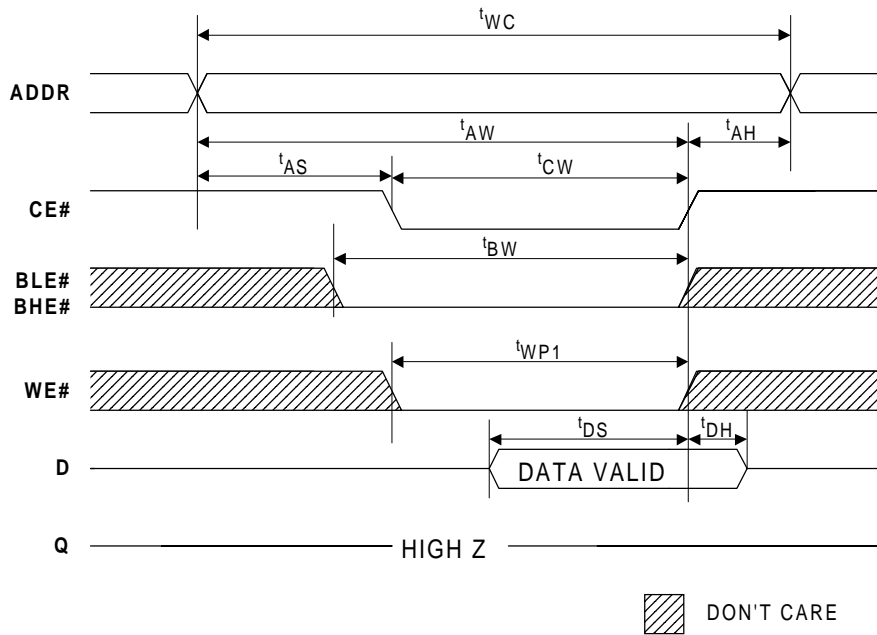 tWC
ADDR
tAW
tAH
tAS
tCW
CE#
tBW
BLE#
BHE#
tWP1
WE#
tDS
tDH
D
DATA VALID
Q
HIGH Z
DON'T CARE